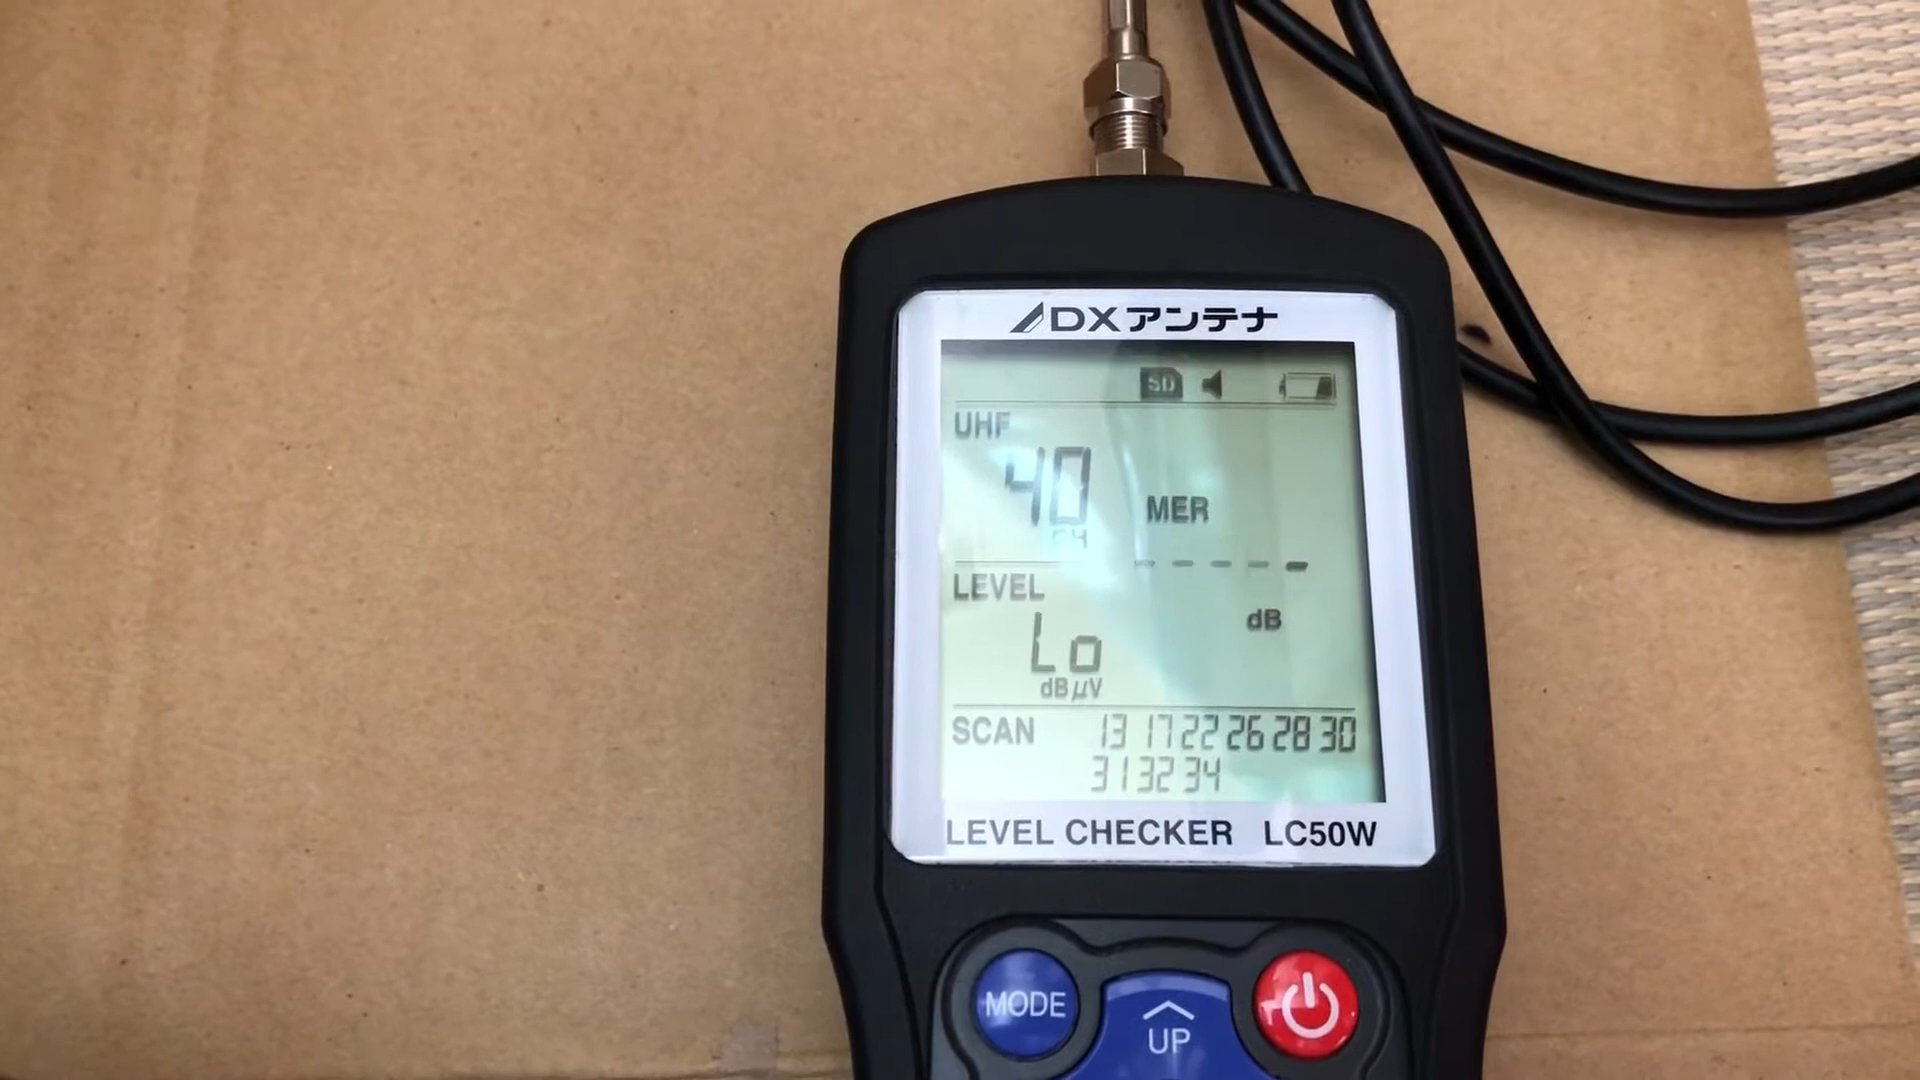 DXアンテナ
SD
UHF
40
CH
MER
LEVEL
Lo
dBμV
dB
SCAN 13 17 22 26 28 30
31 32 34
LEVEL CHECKER LC50W
MODE
UP